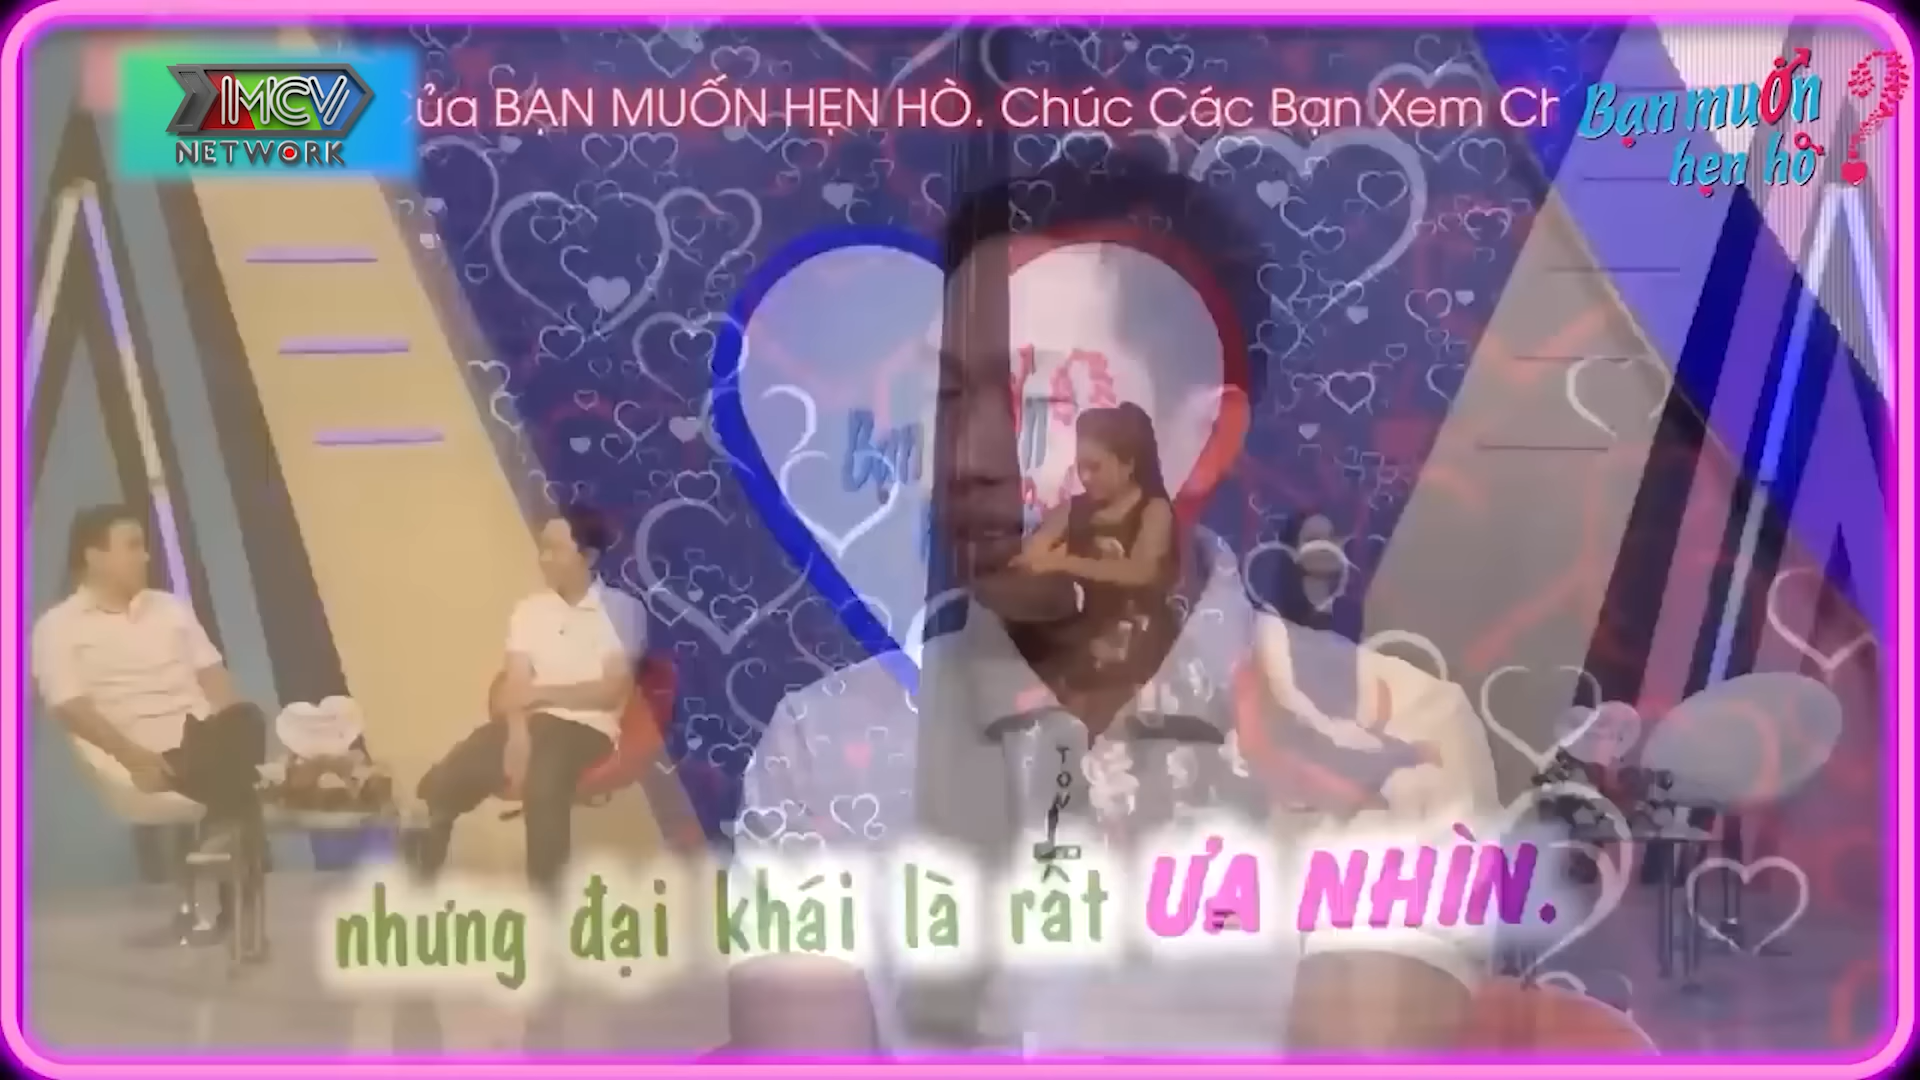 MCV
NETWORK
ủa BẠN MUỐN HẸN HÒ. Chúc Các Bạn Xem Ch
Bạn muốn
hẹn hò?
Bạn
nhưng đại khái là rất ƯA NHÌN.